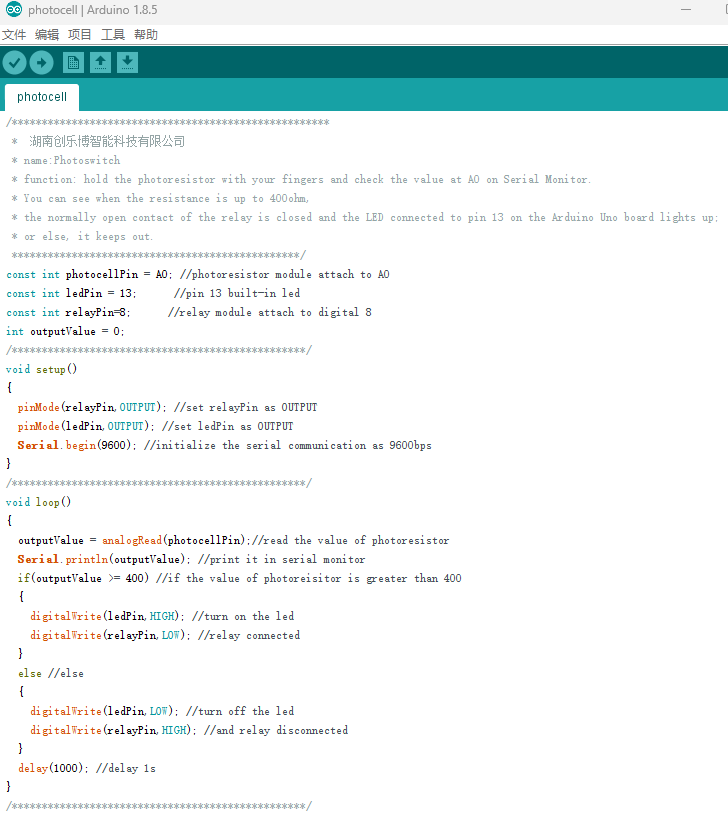 photocell | Arduino 1.8.5
文件 编辑 项目 工具 帮助
photocell
/*****************************************************
 * 湖南创乐博智能科技有限公司
 * name:Photoswitch
 * function: hold the photoresistor with your fingers and check the value at A0 on Serial Monitor.
 * You can see when the resistance is up to 400ohm,
 * the normally open contact of the relay is closed and the LED connected to pin 13 on the Arduino Uno board lights up;
 * or else, it keeps out.
 ************************************************/
const int photocellPin = A0; //photoresistor module attach to A0
const int ledPin = 13;      //pin 13 built-in led
const int relayPin=8;      //relay module attach to digital 8
int outputValue = 0;
/*************************************************/
void setup()
{
  pinMode(relayPin,OUTPUT); //set relayPin as OUTPUT
  pinMode(ledPin,OUTPUT); //set ledPin as OUTPUT
  Serial.begin(9600); //initialize the serial communication as 9600bps
}
/*************************************************/
void loop()
{
  outputValue = analogRead(photocellPin);//read the value of photoresistor
  Serial.println(outputValue); //print it in serial monitor
  if(outputValue >= 400) //if the value of photoreisitor is greater than 400
  {
    digitalWrite(ledPin,HIGH); //turn on the led
    digitalWrite(relayPin,LOW); //relay connected
  }
  else //else
  {
    digitalWrite(ledPin,LOW); //turn off the led
    digitalWrite(relayPin,HIGH); //and relay disconnected
  }
  delay(1000); //delay 1s
}
/*************************************************/